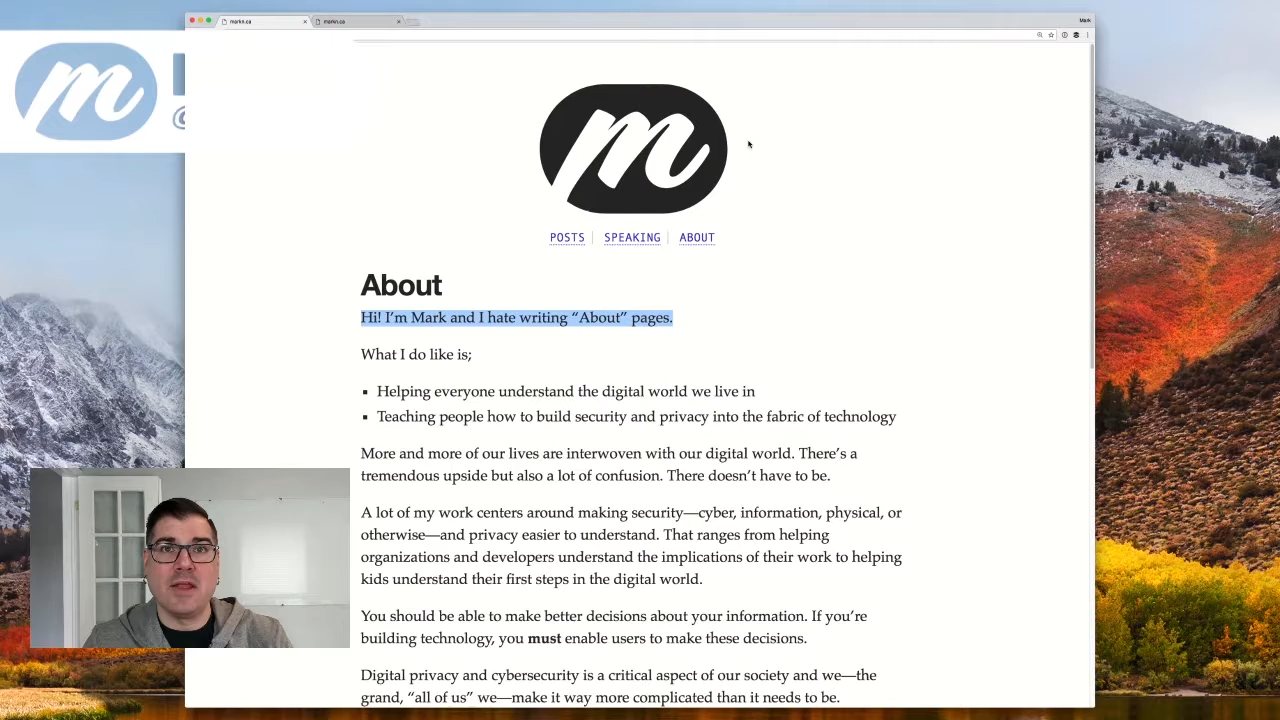 markn.ca
markn.ca
Mark
m
@
m
POSTS
SPEAKING
ABOUT
About
Hi! I’m Mark and I hate writing “About” pages.
What I do like is;
Helping everyone understand the digital world we live in
Teaching people how to build security and privacy into the fabric of technology
More and more of our lives are interwoven with our digital world. There’s a
tremendous upside but also a lot of confusion. There doesn’t have to be.
A lot of my work centers around making security—cyber, information, physical, or
otherwise—and privacy easier to understand. That ranges from helping
organizations and developers understand the implications of their work to helping
kids understand their first steps in the digital world.
You should be able to make better decisions about your information. If you’re
building technology, you must enable users to make these decisions.
Digital privacy and cybersecurity is a critical aspect of our society and we—the
grand, “all of us” we—make it way more complicated than it needs to be.